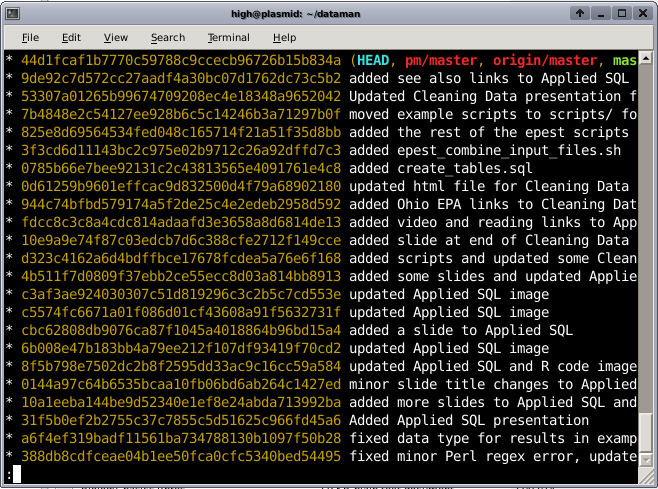 high@plasmid: ~/dataman
File Edit View Search Terminal Help
* 44d1fcaf1b7770c59788c9ccecb96726b15b834a (HEAD, pm/master, origin/master, mas
* 9de92c7d572cc27aadf4a30bc07d1762dc73c5b2 added see also links to Applied SQL
* 53307a01265b99674704208ec4e18348a9652042 Updated Cleaning Data presentation f
* 7b4848e2c54127ee928b6c5c14246b3a71297b0f moved example scripts to scripts/ fo
* 825e8d69564534fed048c165714f21a51f35d8bb added the rest of the epest scripts
* 3f3cd6d11143bc2c975e02b9712c26a92dffd7c3 added epest_combine_input_files.sh
* 0785b66e7bee92131c2c43813565e4091761e4c8 added create_tables.sql
* 0d61259b9601effcac9d832500d4f79a68902180 updated html file for Cleaning Data
* 944c74bfbd579174a5f2de25c4e2edeb2958d592 added Ohio EPA links to Cleaning Dat
* fdcc8c3c8a4cdc814adaafd3e3658a8d6814de13 added video and reading links to App
* 10e9a9e74f87c03edcb7d6c388cfe2712f149cce added slide at end of Cleaning Data
* d323c4162a6d4bdffbce17678fcdea5a76e6f168 added scripts and updated some Clean
* 4b511f7d0809f37ebb2ce55ecc8d03a814bb8913 added some slides and updated Applie
* c3af3ae924030307c51d819296c3c2b5c7cd553e updated Applied SQL image
* c5574fc6671a01f086d01cf43608a91f5632731f updated Applied SQL image
* cbc62808db9076ca87f1045a4018864b96bd15a4 added a slide to Applied SQL
* 6b008e47b183bb4a79ee212f107df93419f70cd2 updated Applied SQL image
* 8f5b798e7502dc2b8f2595dd33ac9c16cc59a584 updated Applied SQL and R code image
* 0144a97c64b6535bcaa10fb06bd6ab264c1427ed minor slide title changes to Applied
* 10a1eeba144be9d52340e1ef8e24abda713992ba added more slides to Applied SQL and
* 31f5b0ef2b2755c37c7855c5d51625c966fd45a6 Added Applied SQL presentation
* a6f4ef319badf11561ba734788130b1097f50b28 fixed data type for results in examp
* 388db8cdfceae04b1ee50fca0cfc5340bed54495 fixed minor Perl regex error, update
: